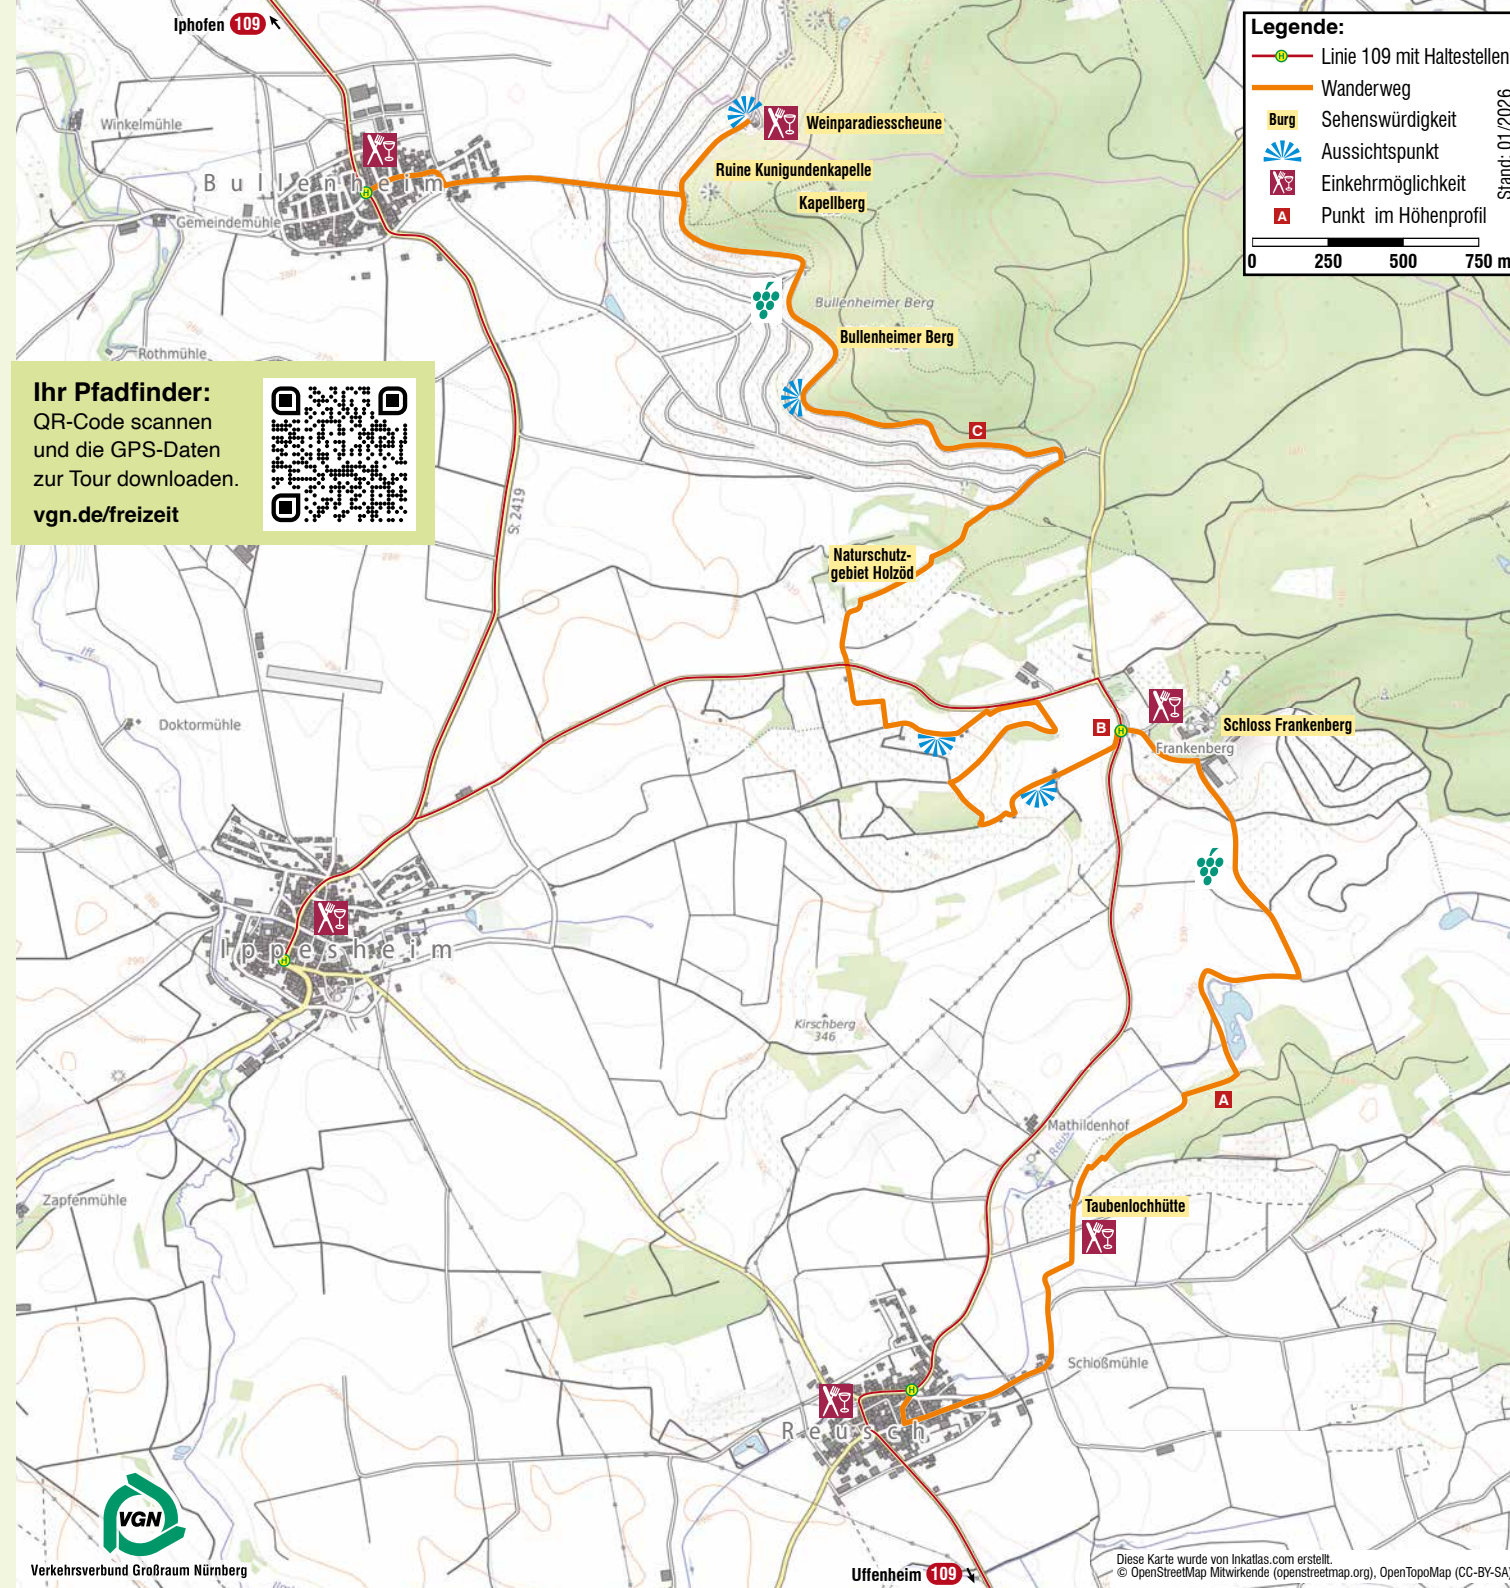 Iphofen 109
Legende:
Linie 109 mit Haltestellen
Wanderweg
Burg Sehenswürdigkeit
Aussichtspunkt
Einkehrmöglichkeit
A Punkt im Höhenprofil
0 250 500 750 m
Stand: 01/2026
Winkelmühle
Weinparadiesscheune
Bullenheim
Ruine Kunigundenkapelle
Kapellberg
Gemeindemühle
Bullenheimer Berg
Bullenheimer Berg
Rothmühle
Ihr Pfadfinder:
QR-Code scannen
und die GPS-Daten
zur Tour downloaden.
vgn.de/freizeit
C
St 2419
Naturschutz-
gebiet Holzöd
Iff
Doktormühle
B
Schloss Frankenberg
Frankenberg
Ippesheim
Kirschberg
346
A
Mathildenhof
Zapfenmühle
Taubenlochhütte
Schloßmühle
Reusch
VGN
Verkehrsverbund Großraum Nürnberg
Uffenheim 109
Diese Karte wurde von Inkatlas.com erstellt.
© OpenStreetMap Mitwirkende (openstreetmap.org), OpenTopoMap (CC-BY-SA)